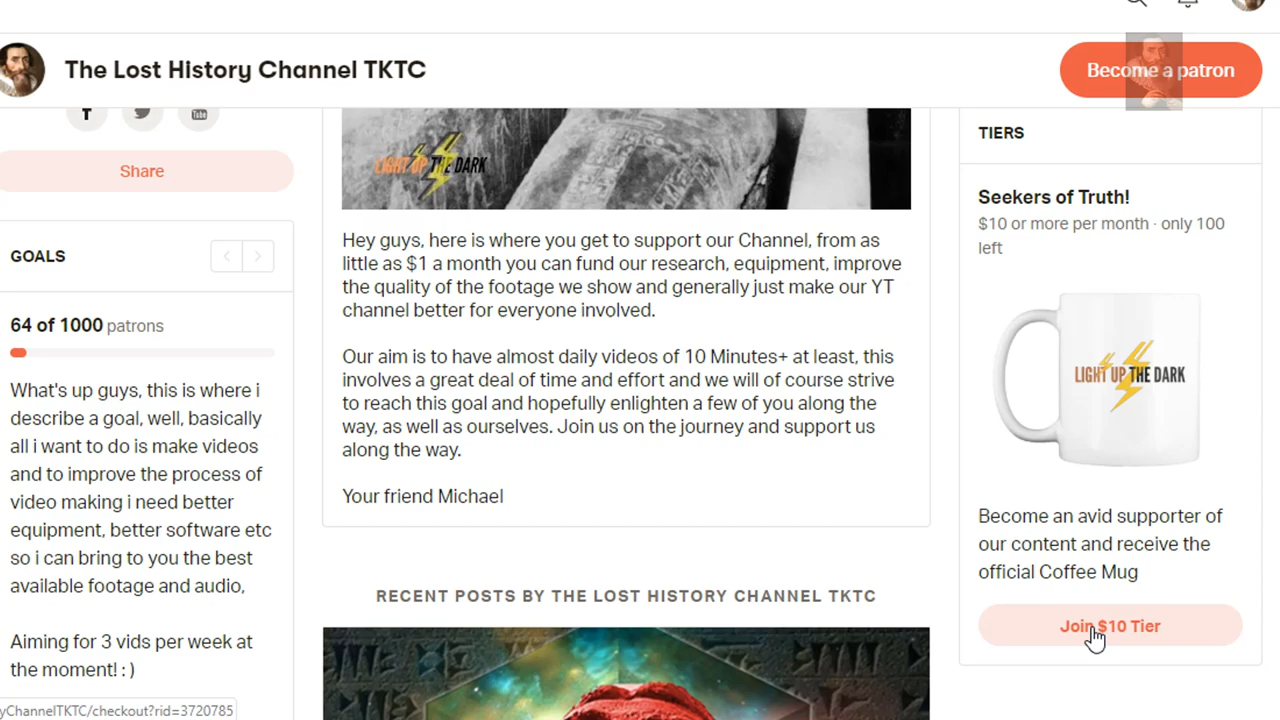 The Lost History Channel TKTC
Become a patron
Share
GOALS
64 of 1000 patrons
What's up guys, this is where i
describe a goal, well, basically
all i want to do is make videos
and to improve the process of
video making i need better
equipment, better software etc
so i can bring to you the best
available footage and audio,
Aiming for 3 vids per week at
the moment! : )
yChannelTKTC/checkout?rid=3720785
LIGHT UP THE DARK
Hey guys, here is where you get to support our Channel, from as
little as $1 a month you can fund our research, equipment, improve
the quality of the footage we show and generally just make our YT
channel better for everyone involved.
Our aim is to have almost daily videos of 10 Minutes+ at least, this
involves a great deal of time and effort and we will of course strive
to reach this goal and hopefully enlighten a few of you along the
way, as well as ourselves. Join us on the journey and support us
along the way.
Your friend Michael
RECENT POSTS BY THE LOST HISTORY CHANNEL TKTC
TIERS
Seekers of Truth!
$10 or more per month · only 100
left
LIGHT UP THE DARK
Become an avid supporter of
our content and receive the
official Coffee Mug
Join $10 Tier